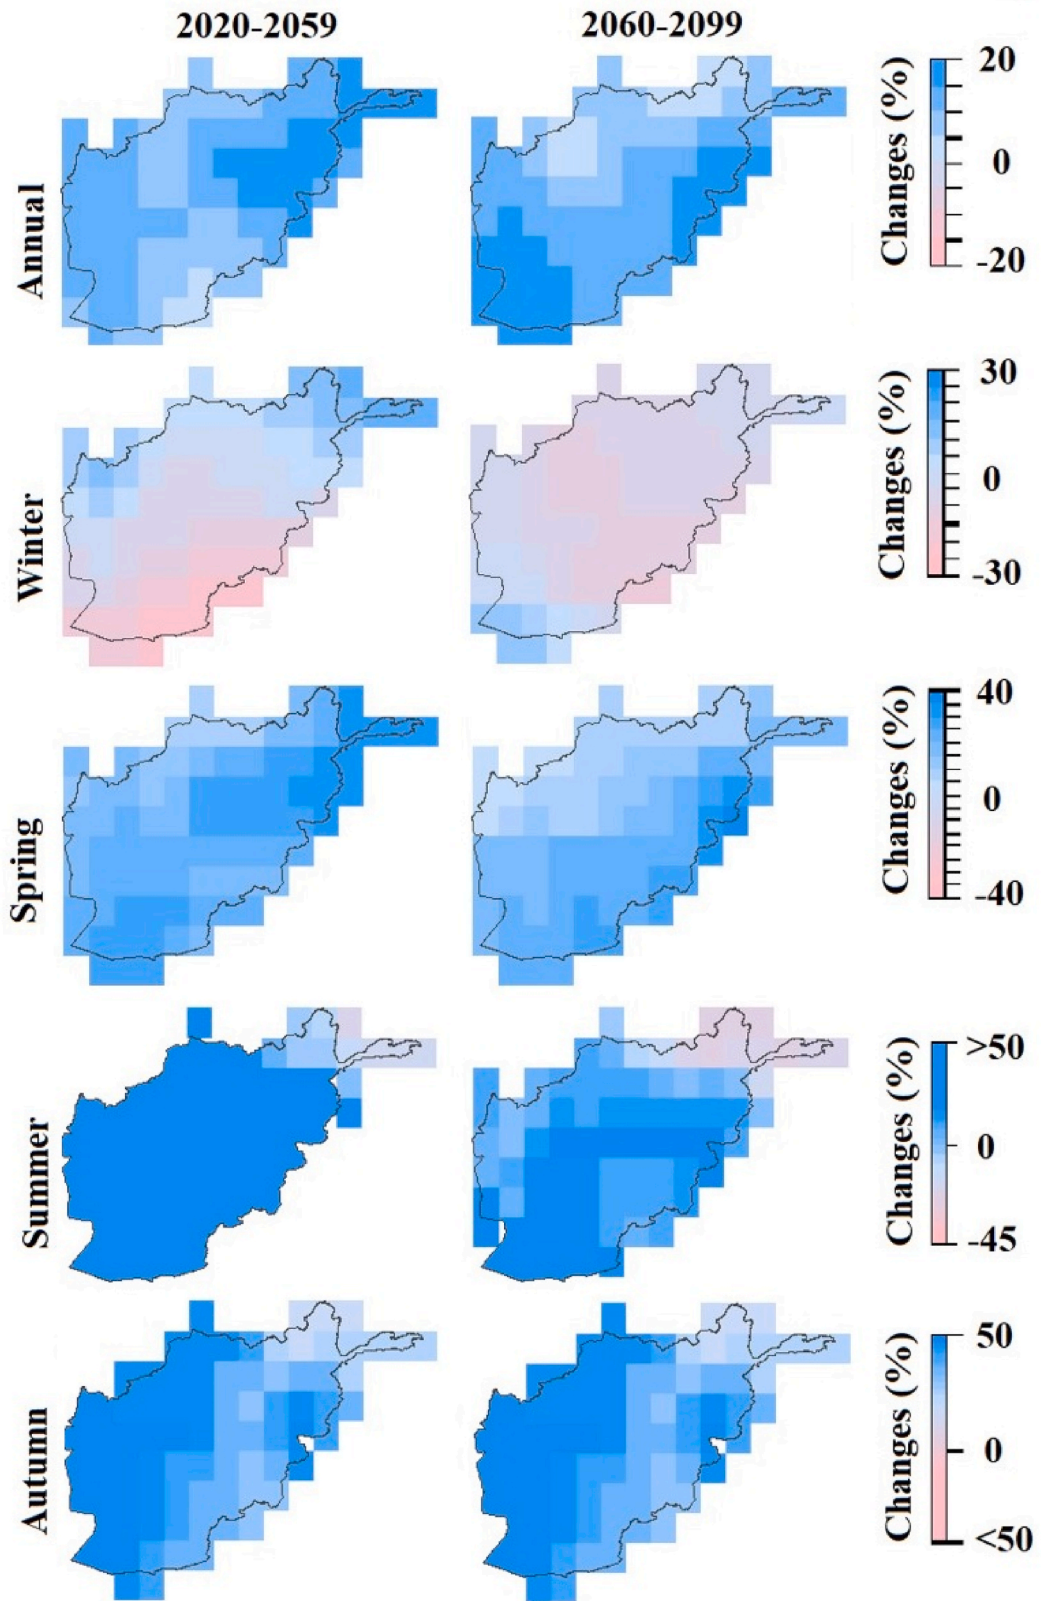 2020-2059 2060-2099
Annual
Changes (%)
20
0
-20
Winter
Changes (%)
30
0
-30
Spring
Changes (%)
40
0
-40
Summer
Changes (%)
>50
0
-45
Autumn
Changes (%)
50
0
<50